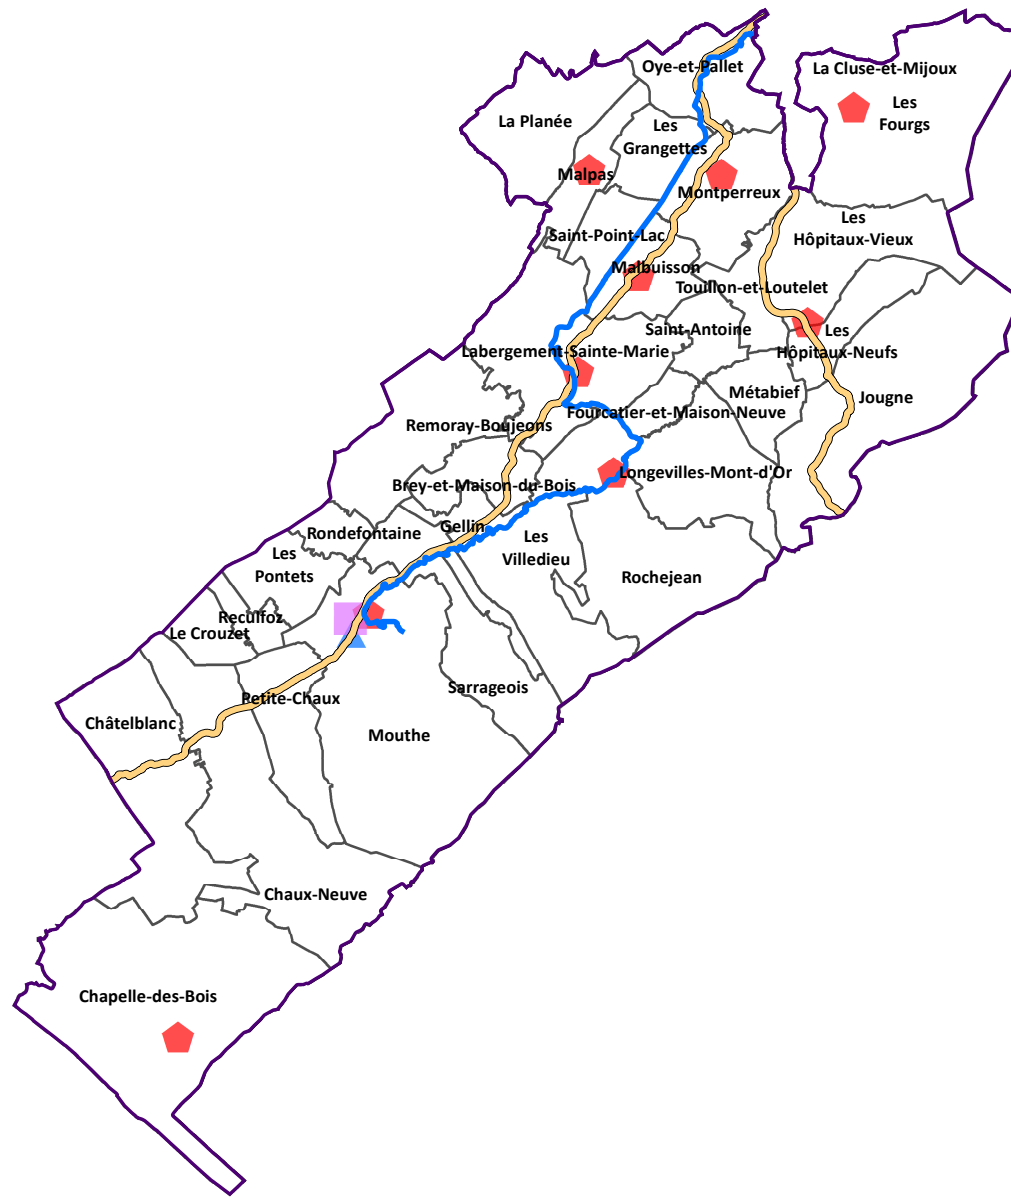 Oye-et-Pallet
La Cluse-et-Mijoux
Les
Fourgs
La Planée
Les
Grangettes
Malpas
Montperreux
Les
Hôpitaux-Vieux
Saint-Point-Lac
Malbuisson
Touillon-et-Loutelet
Saint-Antoine
Les
Hôpitaux-Neufs
Labergement-Sainte-Marie
Métabief
Jougne
Fourcatier-et-Maison-Neuve
Remoray-Boujeons
Longevilles-Mont-d'Or
Brey-et-Maison-du-Bois
Gellin
Rondefontaine
Les
Villedieu
Les
Pontets
Rochejean
Reculfoz
Le Crouzet
Sarrageois
Petite-Chaux
Châtelblanc
Mouthe
Chaux-Neuve
Chapelle-des-Bois